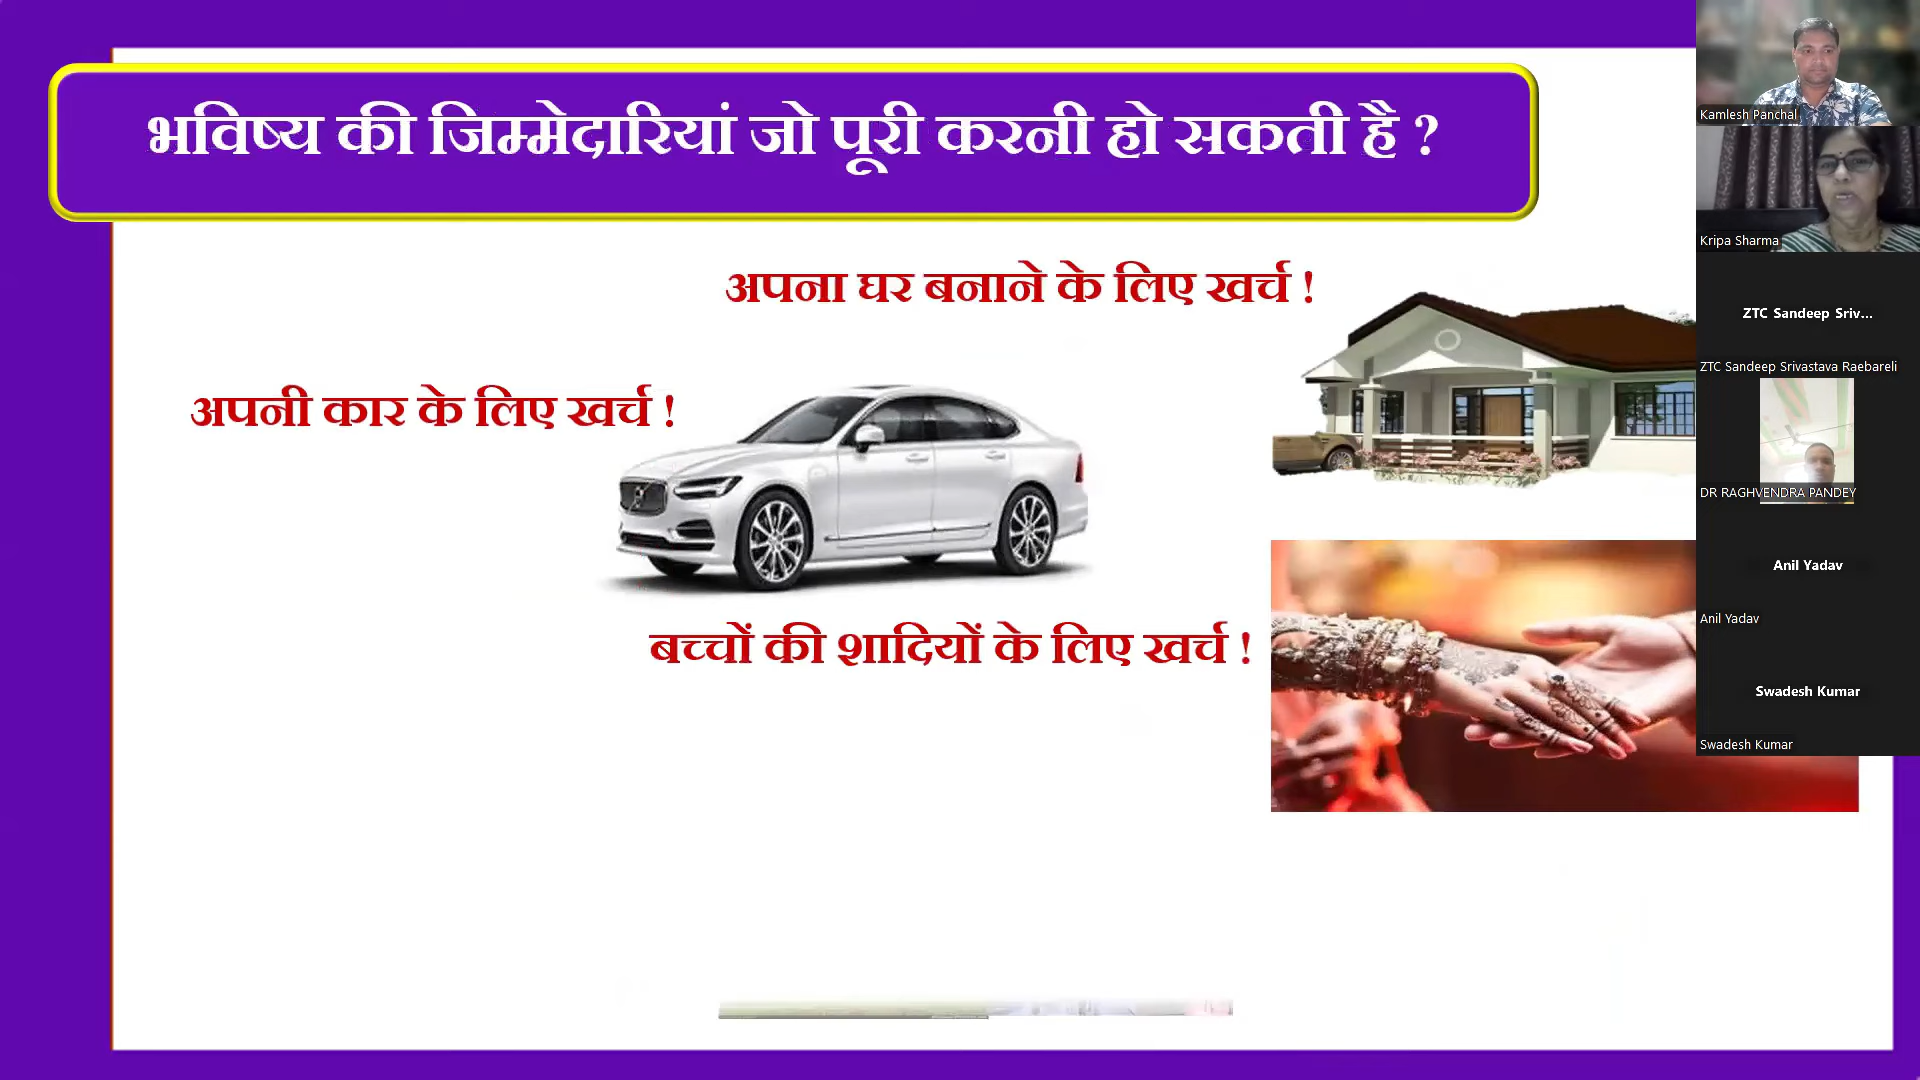 भविष्य की जिम्मेदारियां जो पूरी करनी हो सकती है ?
अपना घर बनाने के लिए खर्च !
अपनी कार के लिए खर्च !
बच्चों की शादियों के लिए खर्च !
Kamlesh Panchal
Kripa Sharma
ZTC Sandeep Sriv...
ZTC Sandeep Srivastava Raebareli
DR RAGHVENDRA PANDEY
Anil Yadav
Anil Yadav
Swadesh Kumar
Swadesh Kumar